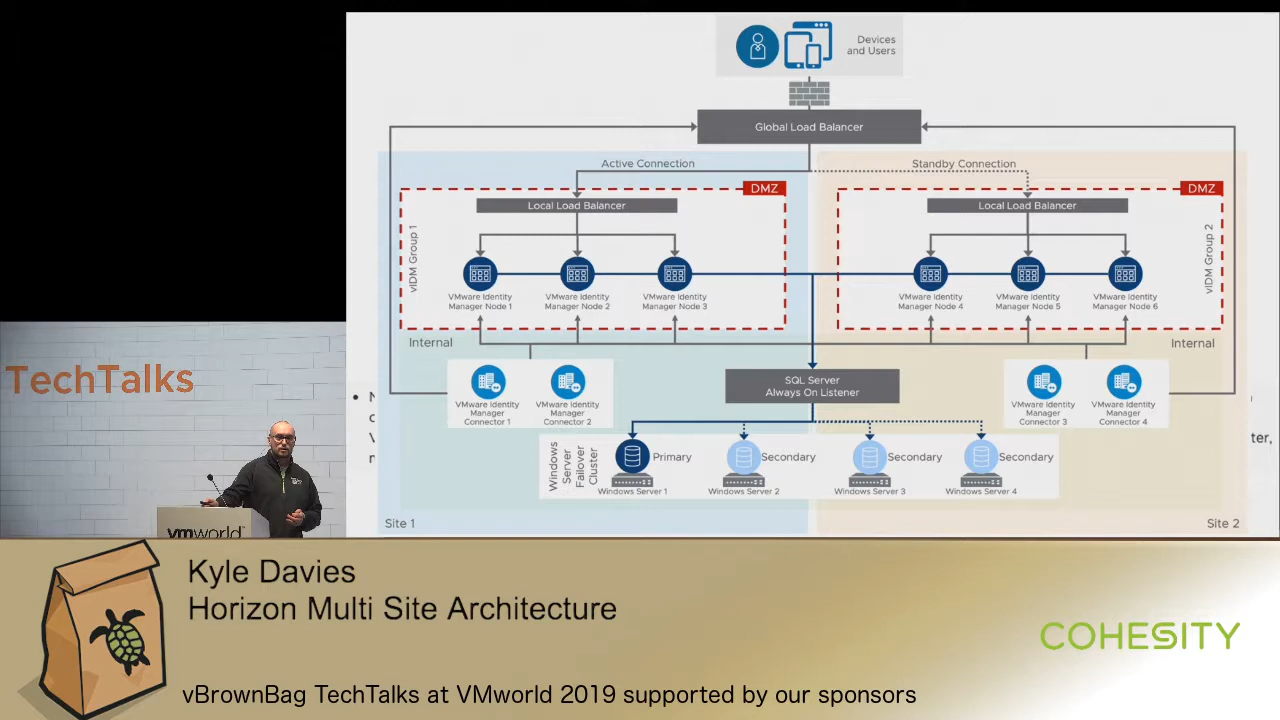 Devices
and Users
Global Load Balancer
Active Connection
Standby Connection
DMZ
DMZ
Local Load Balancer
Local Load Balancer
vIDM Group 1
vIDM Group 2
VMware Identity
Manager Node 1
VMware Identity
Manager Node 2
VMware Identity
Manager Node 3
VMware Identity
Manager Node 4
VMware Identity
Manager Node 5
VMware Identity
Manager Node 6
Internal
Internal
VMware Identity
Manager
Connector 1
VMware Identity
Manager
Connector 2
SQL Server
Always On Listener
VMware Identity
Manager
Connector 3
VMware Identity
Manager
Connector 4
Windows
Server
Failover
Cluster
Primary
Secondary
Secondary
Secondary
Windows Server 1
Windows Server 2
Windows Server 3
Windows Server 4
Site 1
Site 2
TechTalks
vmworld
Kyle Davies
Horizon Multi Site Architecture
COHESITY
vBrownBag TechTalks at VMworld 2019 supported by our sponsors